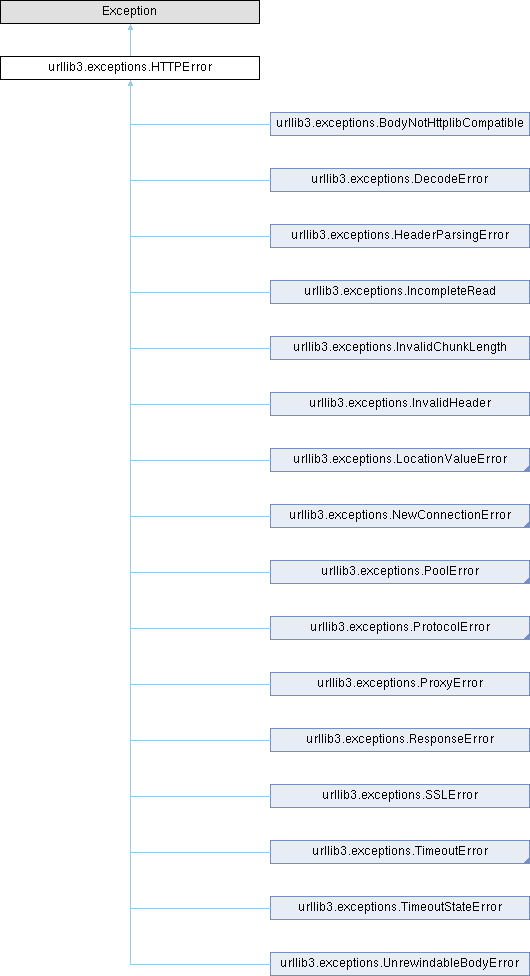 Exception
urllib3.exceptions.HTTPError
urllib3.exceptions.BodyNotHttplibCompatible
urllib3.exceptions.DecodeError
urllib3.exceptions.HeaderParsingError
urllib3.exceptions.IncompleteRead
urllib3.exceptions.InvalidChunkLength
urllib3.exceptions.InvalidHeader
urllib3.exceptions.LocationValueError
urllib3.exceptions.NewConnectionError
urllib3.exceptions.PoolError
urllib3.exceptions.ProtocolError
urllib3.exceptions.ProxyError
urllib3.exceptions.ResponseError
urllib3.exceptions.SSLError
urllib3.exceptions.TimeoutError
urllib3.exceptions.TimeoutStateError
urllib3.exceptions.UnrewindableBodyError